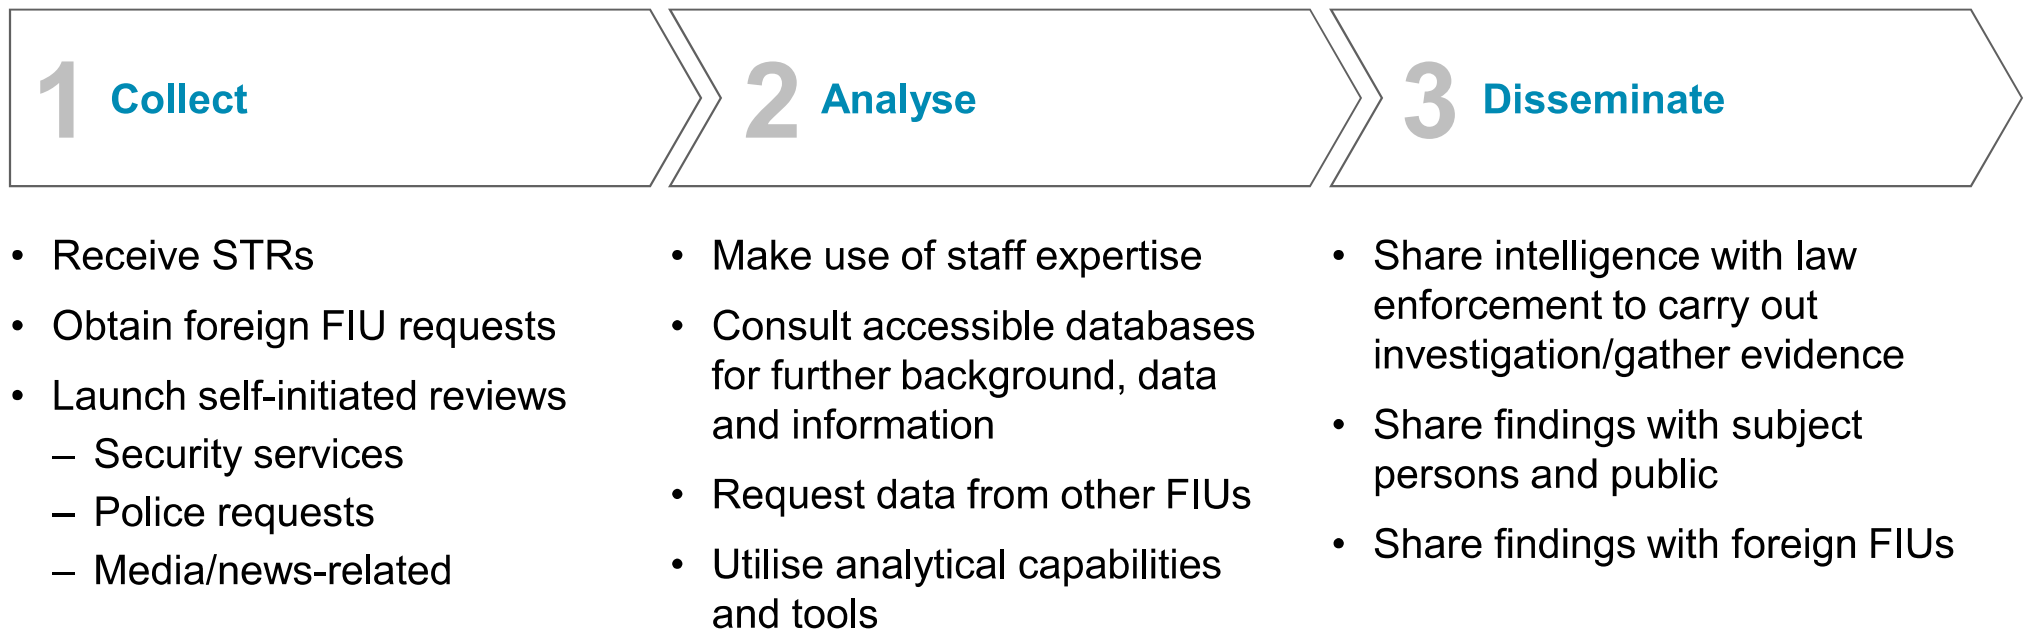 1 Collect
• Receive STRs
• Obtain foreign FIU requests
• Launch self-initiated reviews
– Security services
– Police requests
– Media/news-related
2 Analyse
• Make use of staff expertise
• Consult accessible databases
for further background, data
and information
• Request data from other FIUs
• Utilise analytical capabilities
and tools
3 Disseminate
• Share intelligence with law
enforcement to carry out
investigation/gather evidence
• Share findings with subject
persons and public
• Share findings with foreign FIUs